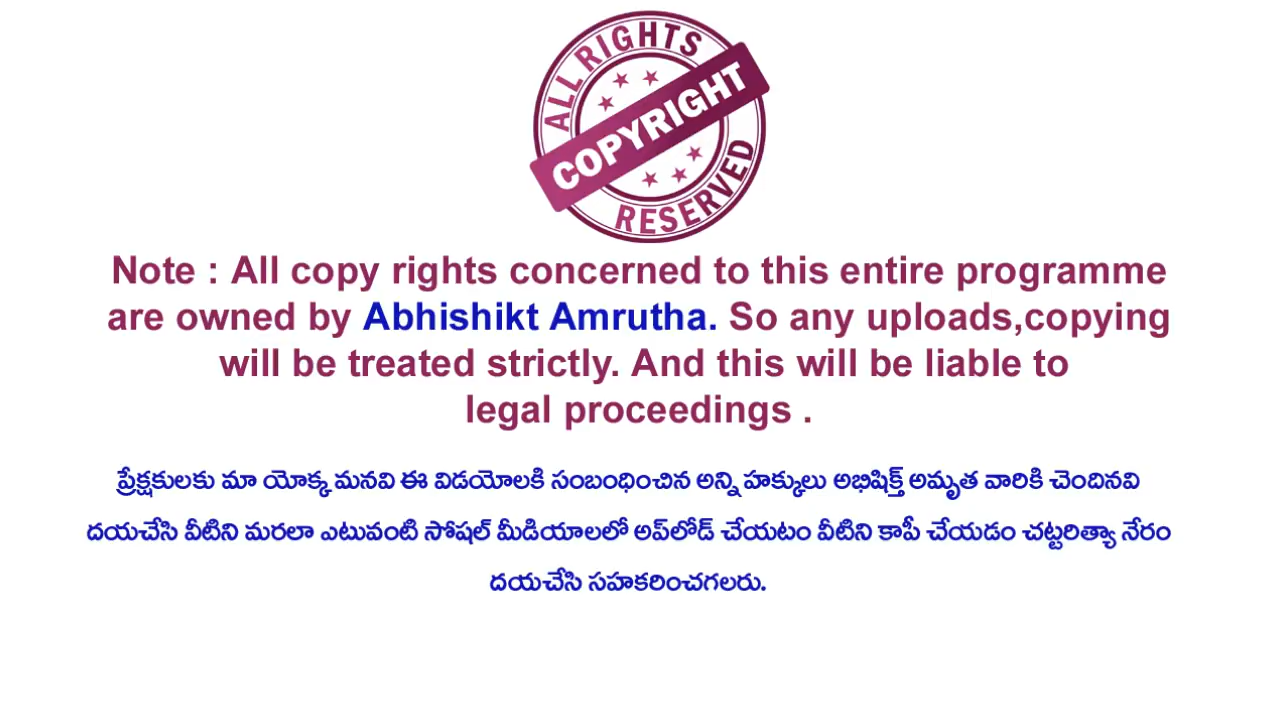 ALL RIGHTS
COPYRIGHT
RESERVED
Note : All copy rights concerned to this entire programme
are owned by Abhishikt Amrutha. So any uploads,copying
will be treated strictly. And this will be liable to
legal proceedings .
ప్రేక్షకులకు మా యొక్క మనవి ఈ విడయోలకి సంబంధించిన అన్ని హక్కులు అభిషిక్త్ అమృత వారికి చెందినవి
దయచేసి వీటిని మరలా ఎటువంటి సోషల్ మీడియాలలో అప్‌లోడ్ చేయటం వీటిని కాపీ చేయడం చట్టరిత్యా నేరం
దయచేసి సహకరించగలరు.